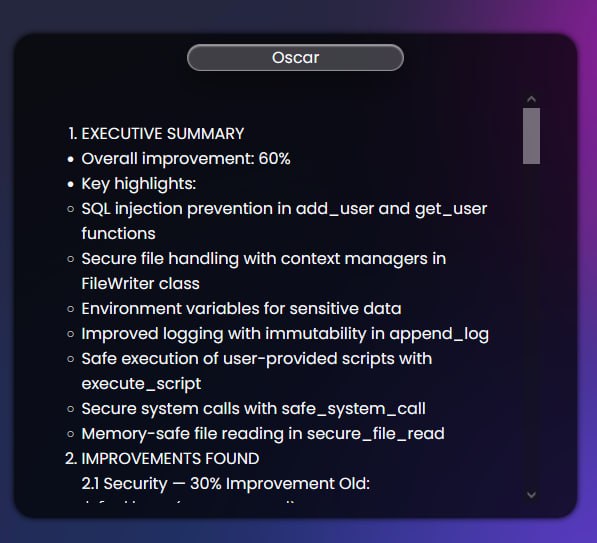 Oscar
1. EXECUTIVE SUMMARY
• Overall improvement: 60%
• Key highlights:
○ SQL injection prevention in add_user and get_user
functions
○ Secure file handling with context managers in
FileWriter class
○ Environment variables for sensitive data
○ Improved logging with immutability in append_log
○ Safe execution of user-provided scripts with
execute_script
○ Secure system calls with safe_system_call
○ Memory-safe file reading in secure_file_read
2. IMPROVEMENTS FOUND
2.1 Security — 30% Improvement Old: